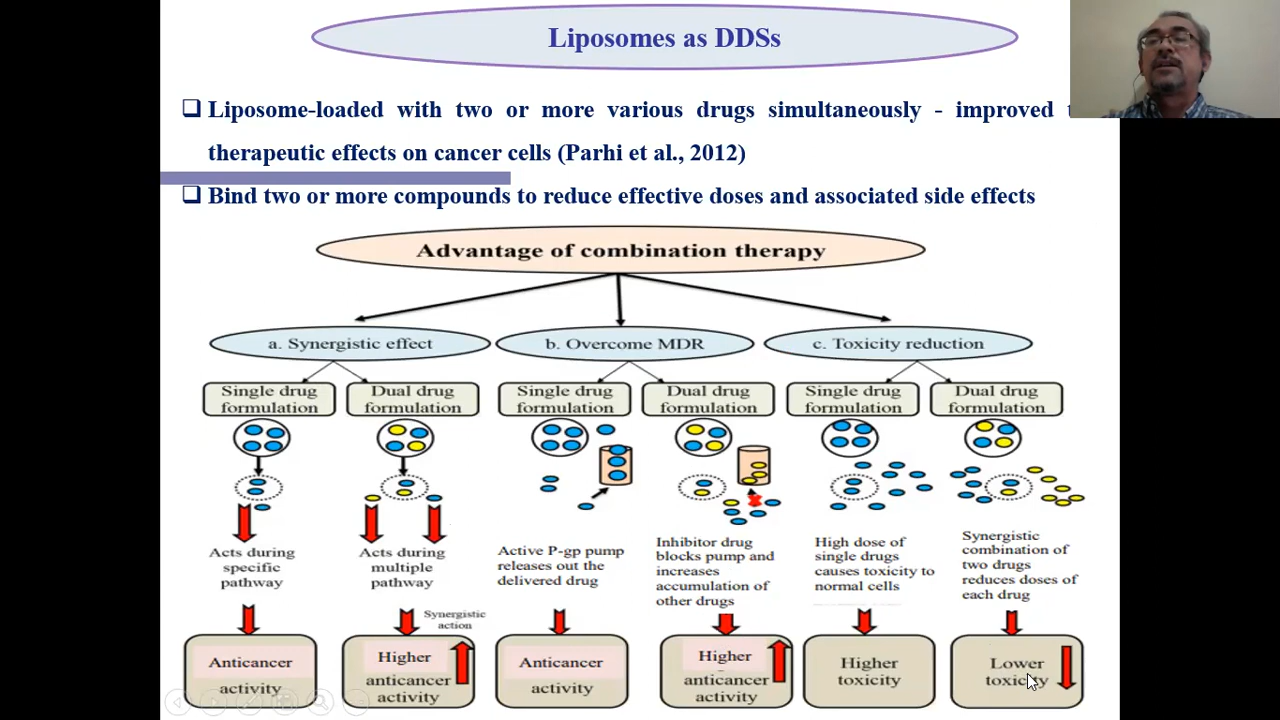 Liposomes as DDSs
Liposome-loaded with two or more various drugs simultaneously - improved
therapeutic effects on cancer cells (Parhi et al., 2012)
Bind two or more compounds to reduce effective doses and associated side effects
Advantage of combination therapy
a. Synergistic effect
b. Overcome MDR
c. Toxicity reduction
Single drug
formulation
Dual drug
formulation
Single drug
formulation
Dual drug
formulation
Single drug
formulation
Dual drug
formulation
Acts during
specific
pathway
Acts during
multiple
pathway
Active P-gp pump
releases out the
delivered drug
Inhibitor drug
blocks pump and
increases
accumulation of
other drugs
High dose of
single drugs
causes toxicity to
normal cells
Synergistic
combination of
two drugs
reduces doses of
each drug
Synergistic
action
Anticancer
activity
Higher
anticancer
activity
Anticancer
activity
Higher
anticancer
activity
Higher
toxicity
Lower
toxicity